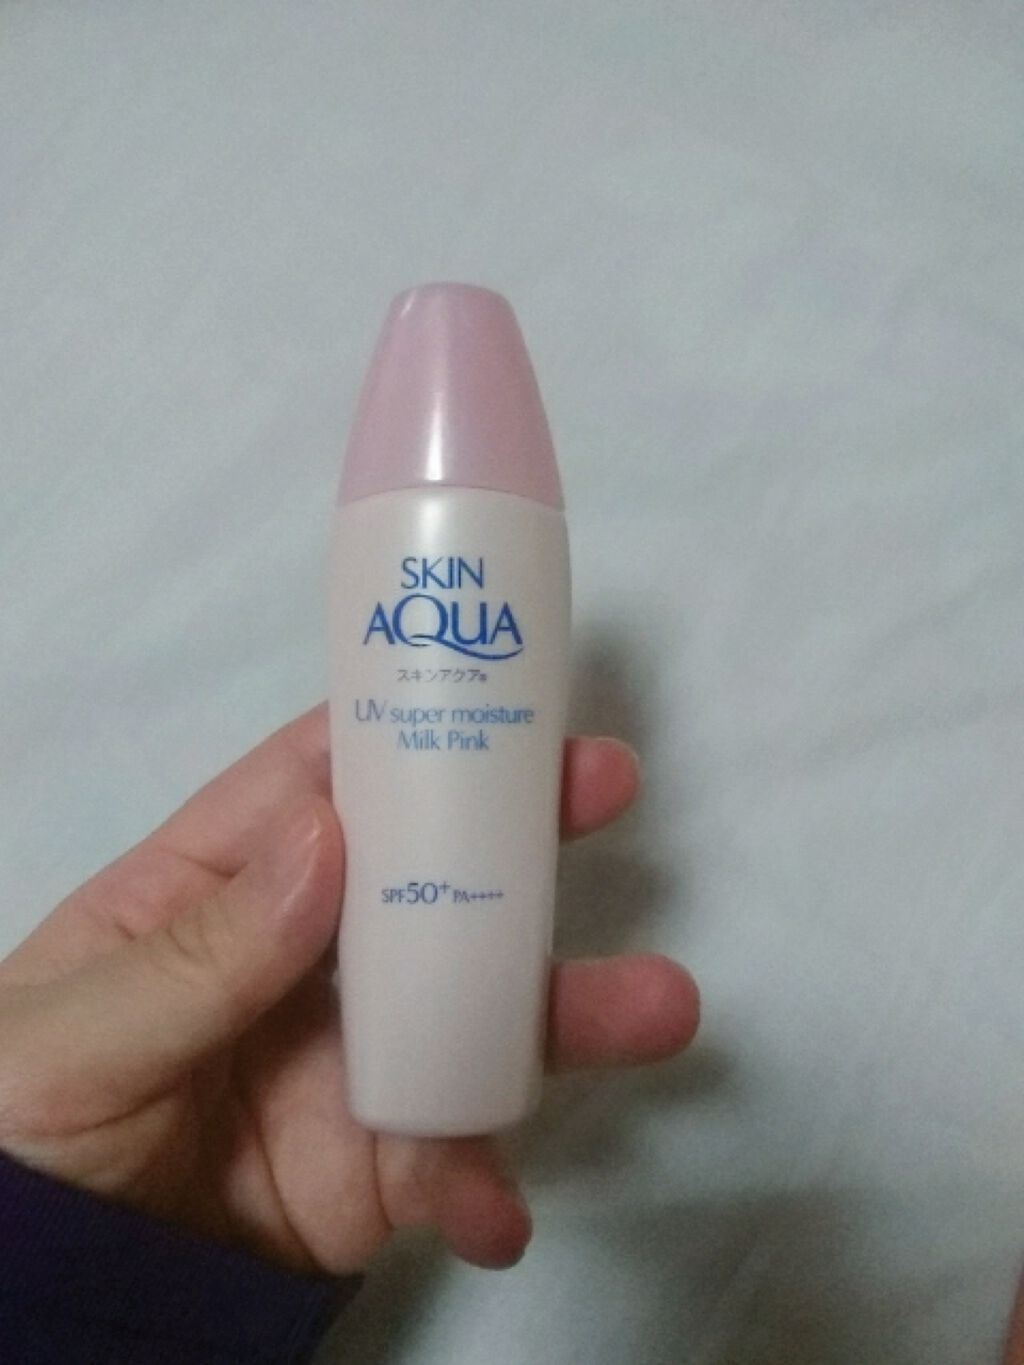 SKIN
AQUA
スキンアクア®
UV super moisture
Milk Pink
SPF50+ PA++++